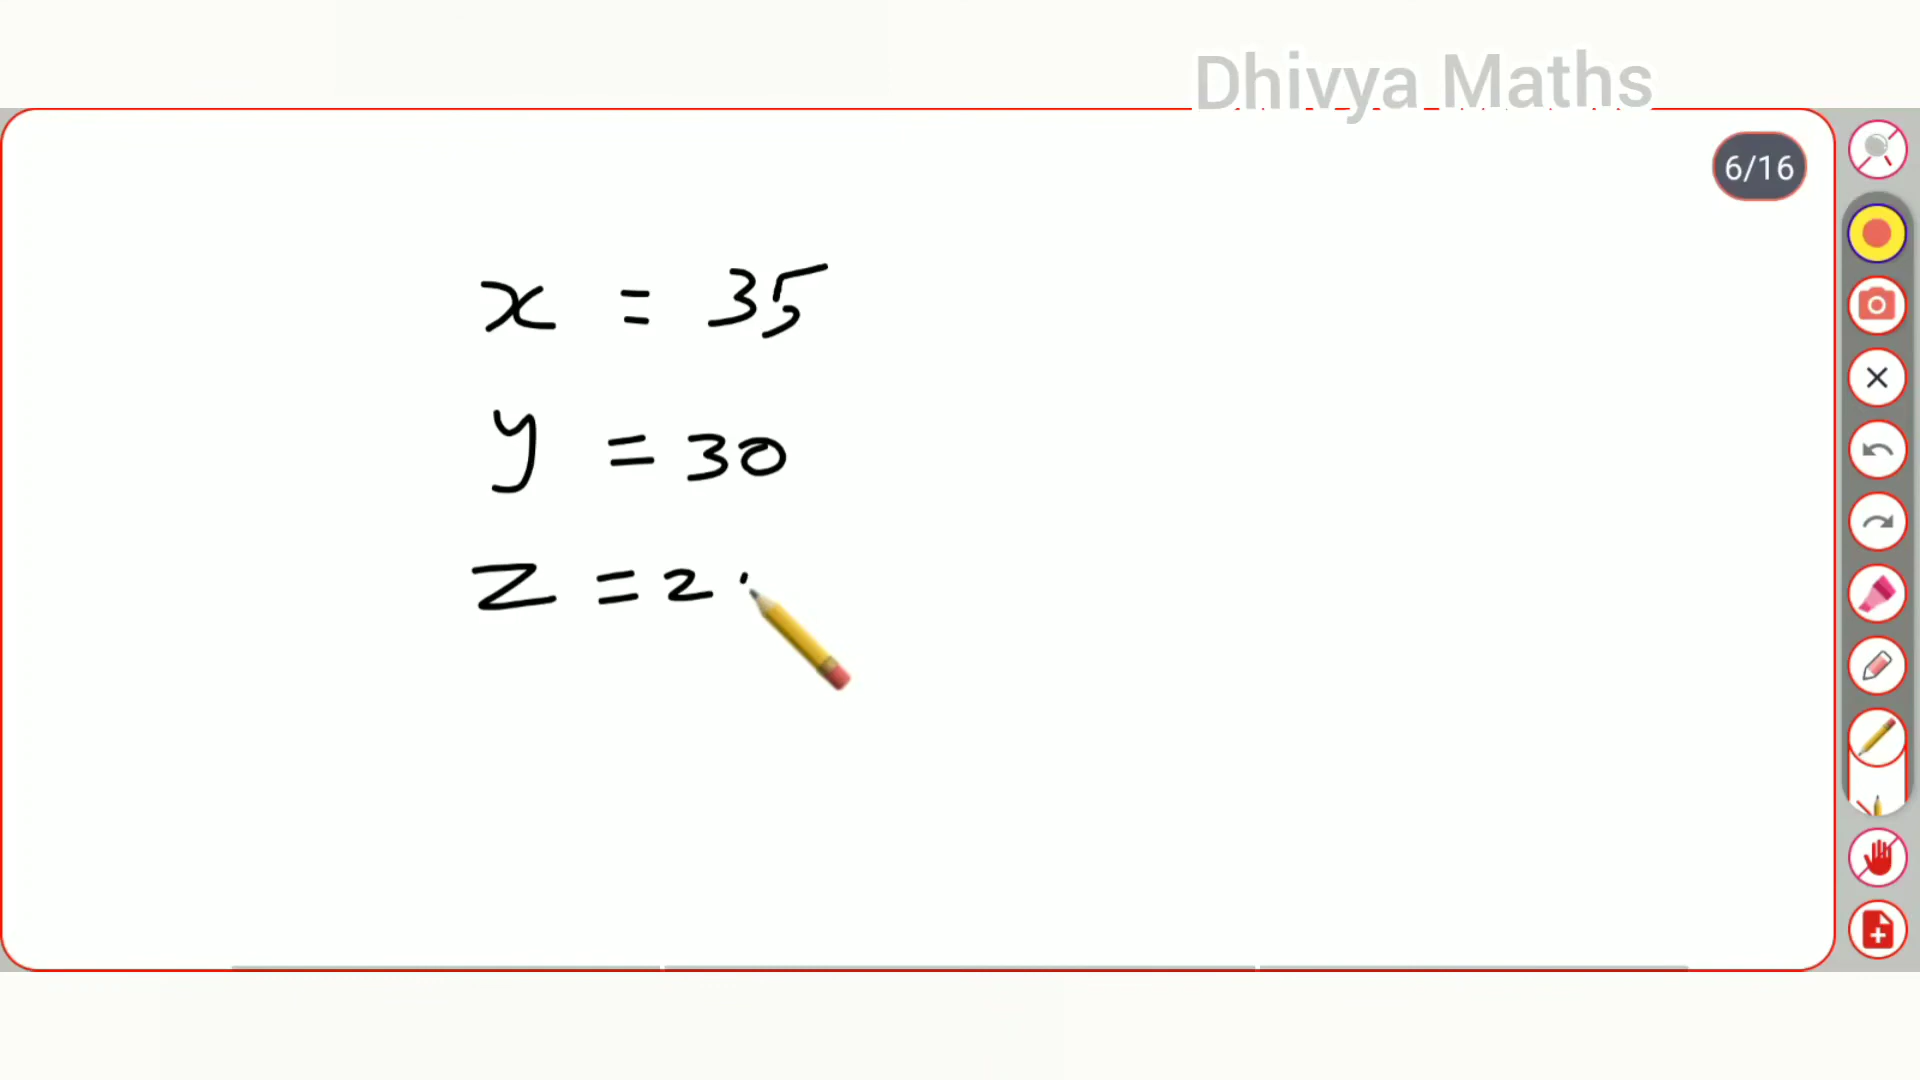 Dhivya Maths
6/16
x = 35
y = 30
z = 2